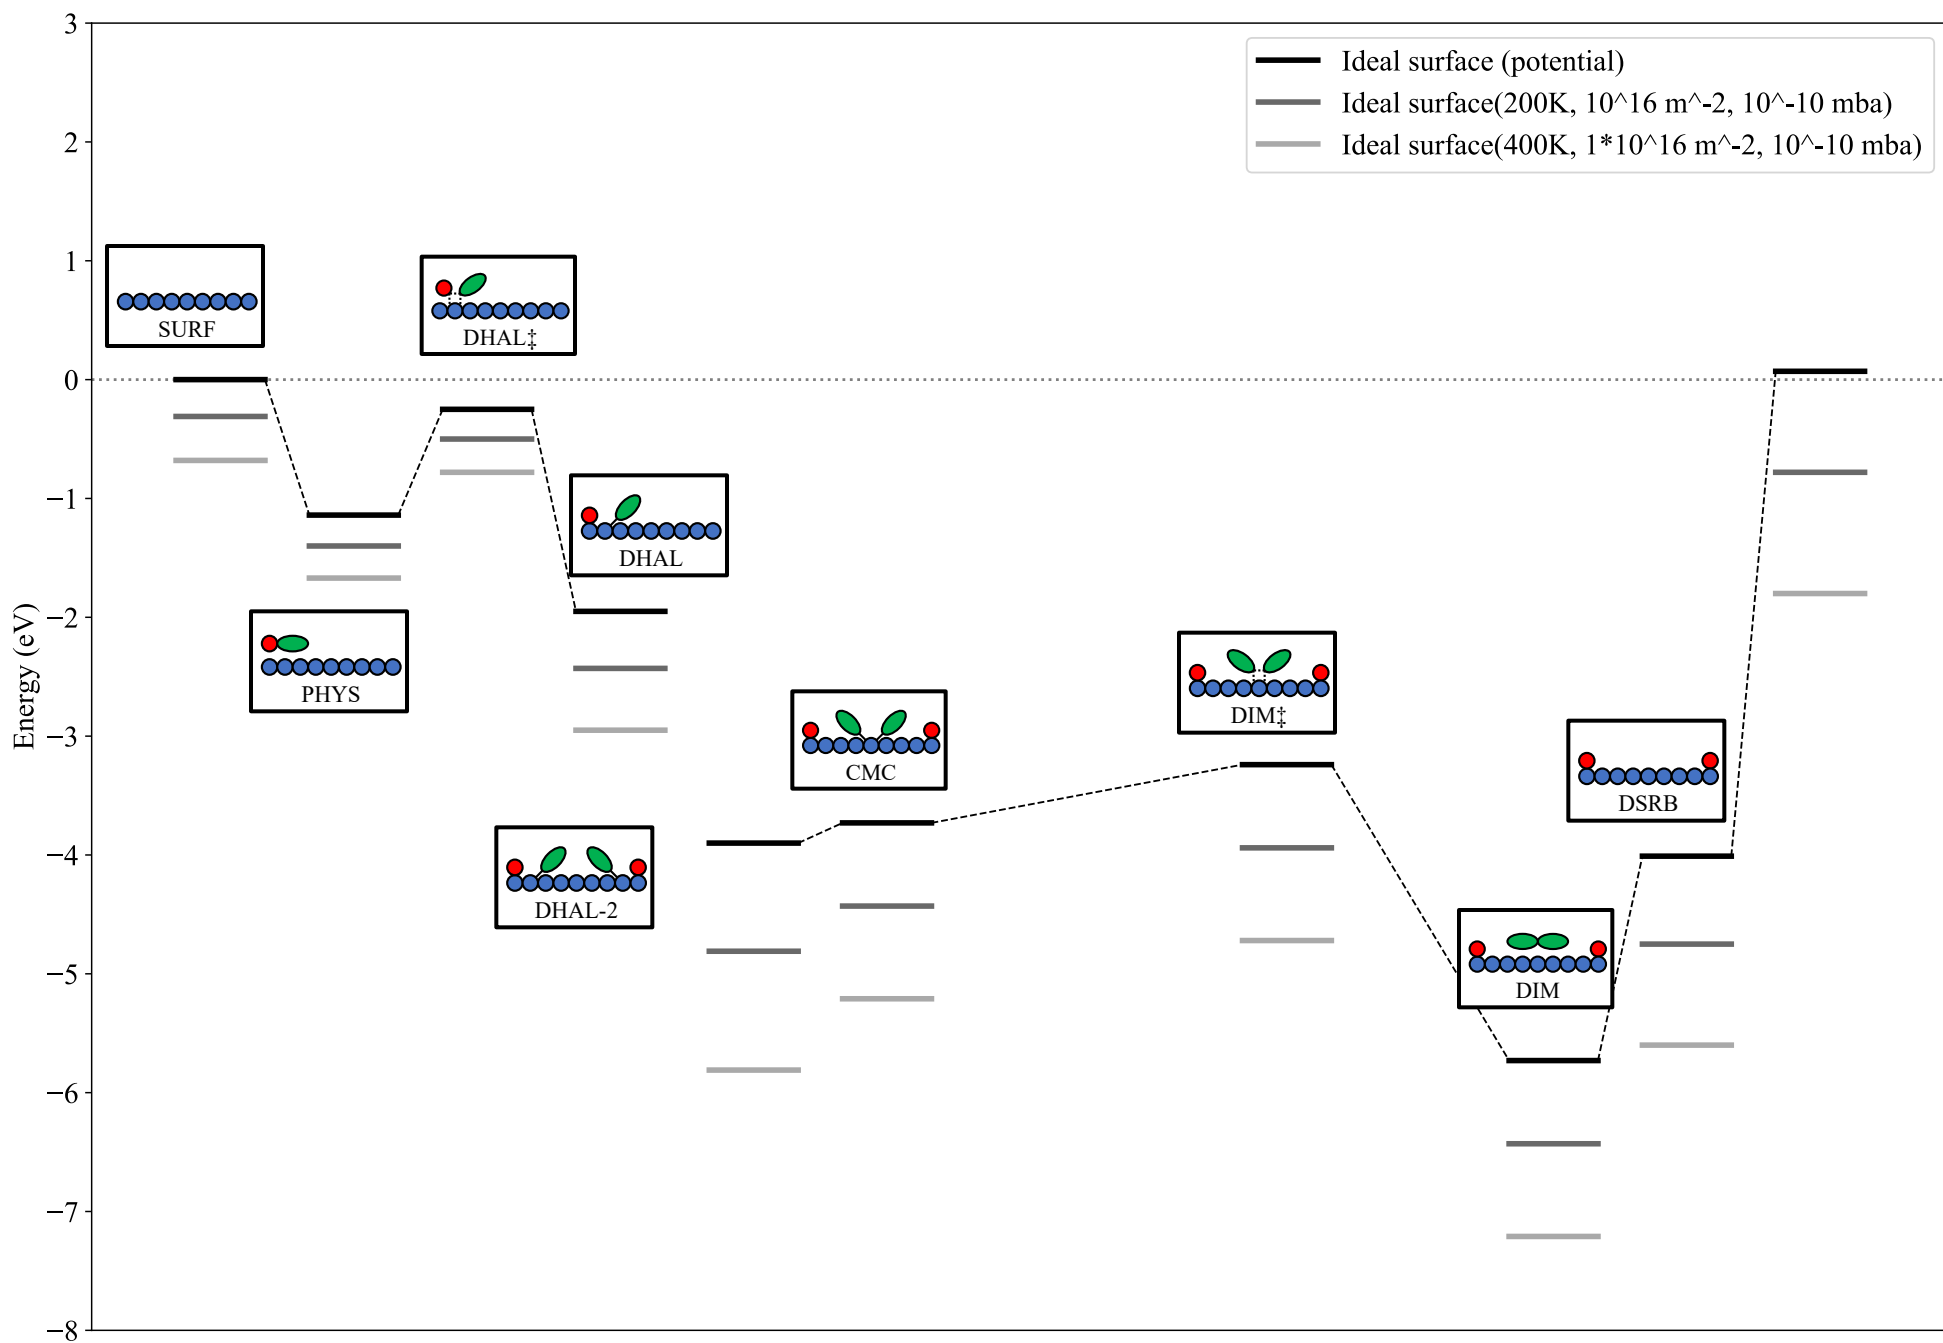 3
2
1
0
−1
−2
−3
−4
−5
−6
−7
−8
Energy (eV)
Ideal surface (potential)
Ideal surface(200K, 10^16 m^-2, 10^-10 mba)
Ideal surface(400K, 1*10^16 m^-2, 10^-10 mba)
SURF
DHAL‡
DHAL
PHYS
CMC
DIM‡
DSRB
DHAL-2
DIM